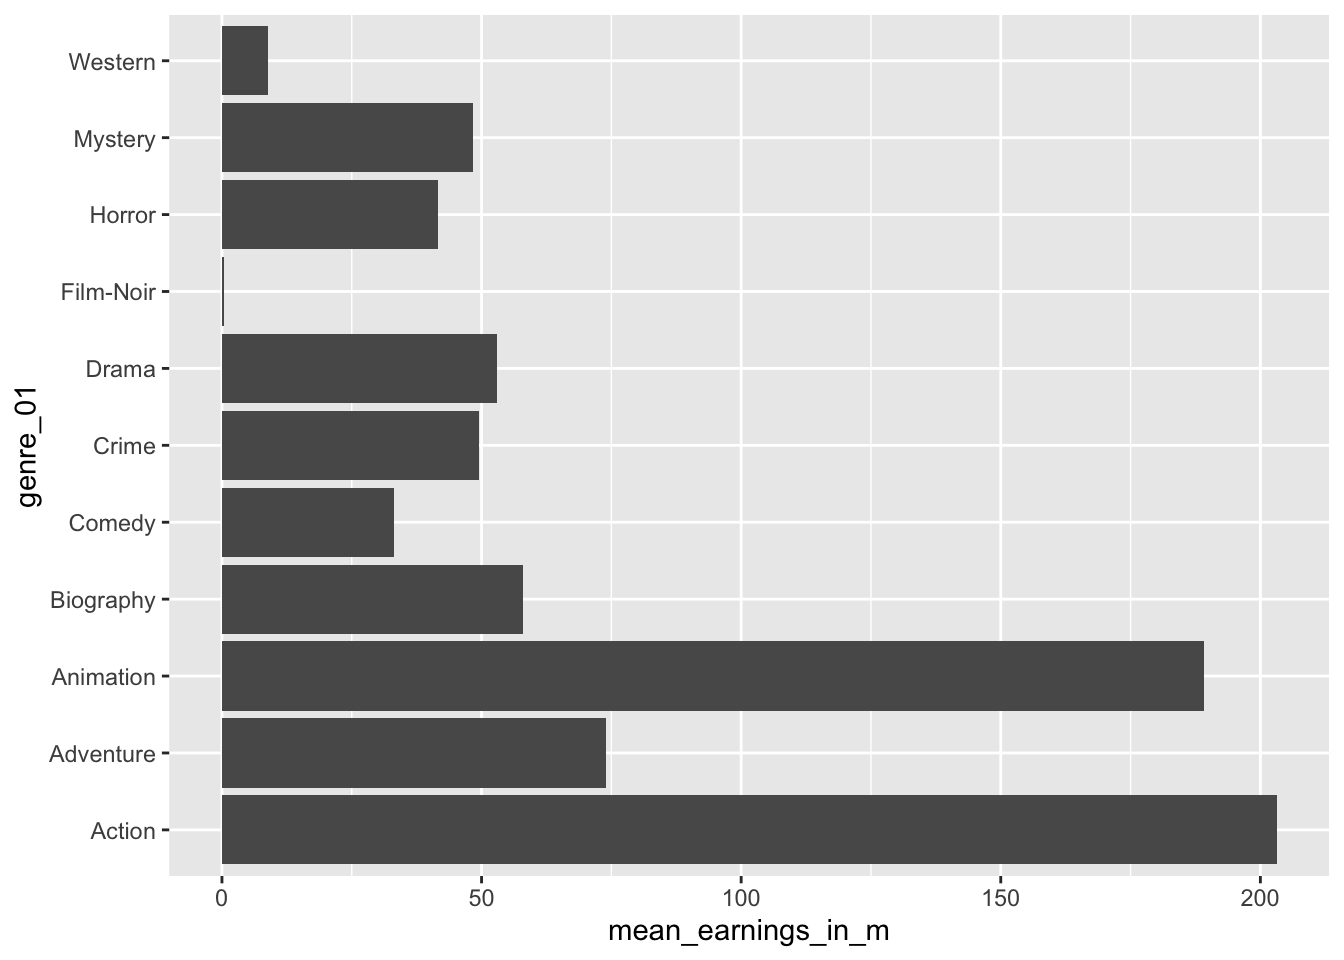 Western
Mystery
Horror
Film-Noir
Drama
Crime
Comedy
Biography
Animation
Adventure
Action
genre_01
0 50 100 150 200
mean_earnings_in_m